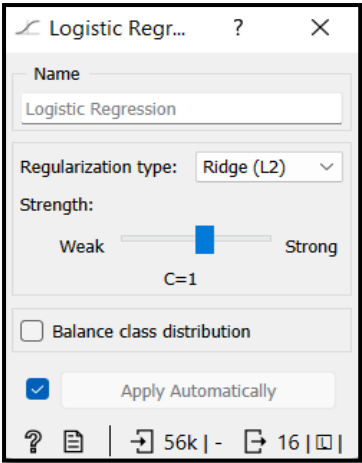 Logistic Regr... ? ×
Name
Logistic Regression
Regularization type: Ridge (L2)
Strength:
Weak Strong
C=1
Balance class distribution
Apply Automatically
? 56k | - 16 | L |